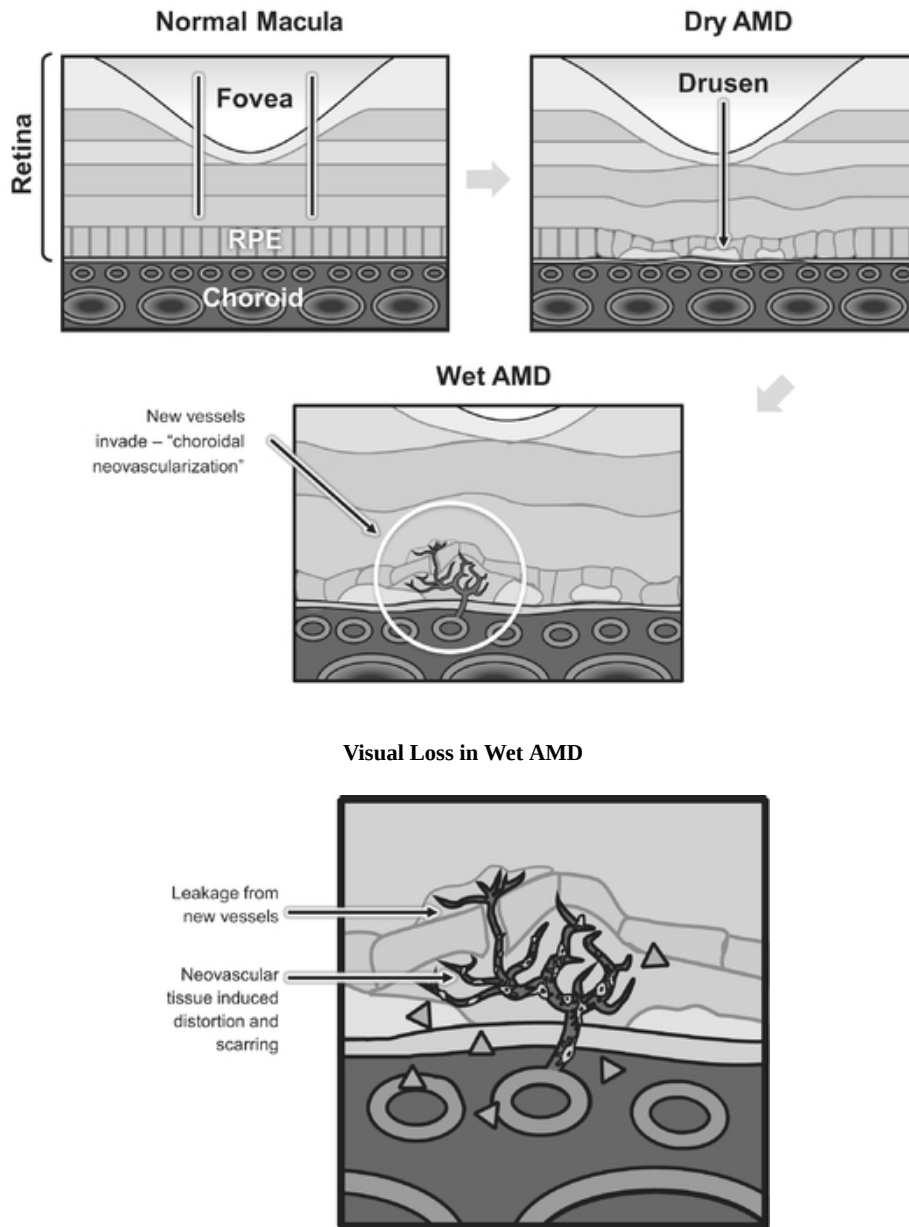 Normal Macula
Dry AMD
Retina
Fovea
RPE
Choroid
Drusen
Wet AMD
New vessels
invade – “choroidal
neovascularization”
Visual Loss in Wet AMD
Leakage from
new vessels
Neovascular
tissue induced
distortion and
scarring